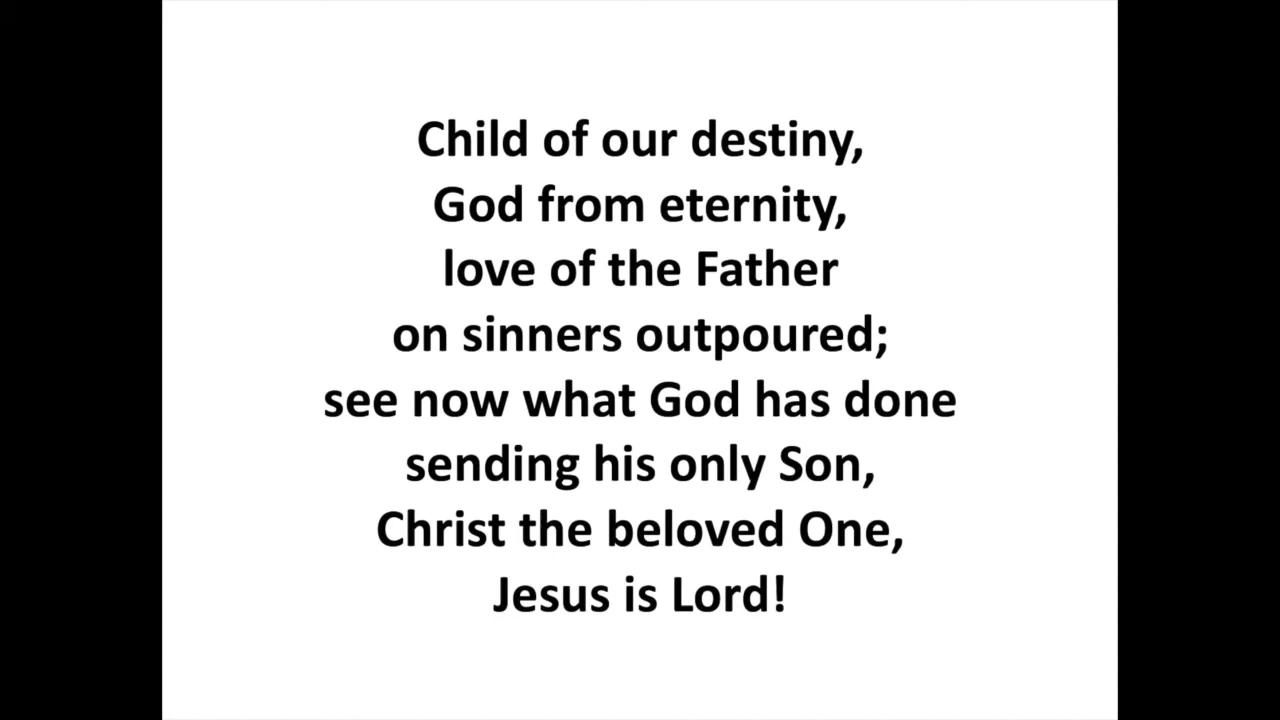 Child of our destiny,
God from eternity,
love of the Father
on sinners outpoured;
see now what God has done
sending his only Son,
Christ the beloved One,
Jesus is Lord!